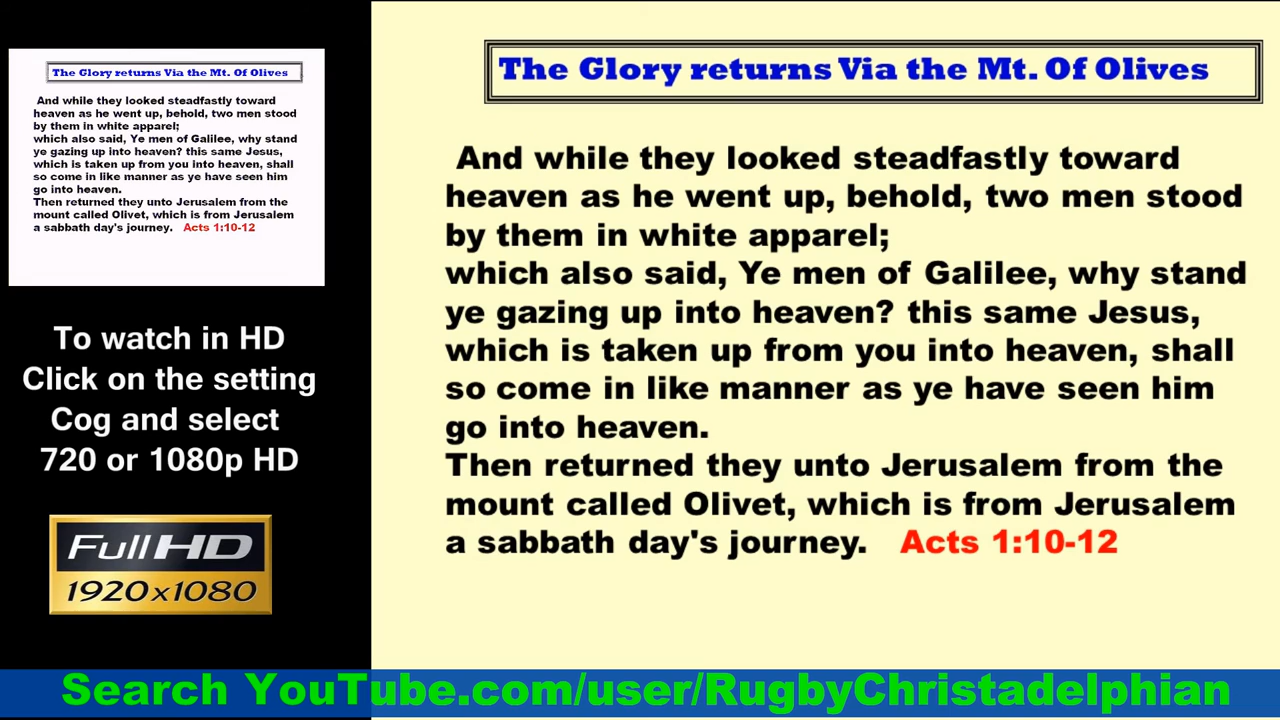 The Glory returns Via the Mt. Of Olives
And while they looked steadfastly toward
heaven as he went up, behold, two men stood
by them in white apparel;
which also said, Ye men of Galilee, why stand
ye gazing up into heaven? this same Jesus,
which is taken up from you into heaven, shall
so come in like manner as ye have seen him
go into heaven.
Then returned they unto Jerusalem from the
mount called Olivet, which is from Jerusalem
a sabbath day's journey. Acts 1:10-12
To watch in HD
Click on the setting
Cog and select
720 or 1080p HD
Full HD
1920x1080
The Glory returns Via the Mt. Of Olives
And while they looked steadfastly toward
heaven as he went up, behold, two men stood
by them in white apparel;
which also said, Ye men of Galilee, why stand
ye gazing up into heaven? this same Jesus,
which is taken up from you into heaven, shall
so come in like manner as ye have seen him
go into heaven.
Then returned they unto Jerusalem from the
mount called Olivet, which is from Jerusalem
a sabbath day's journey. Acts 1:10-12
Search YouTube.com/user/RugbyChristadelphian